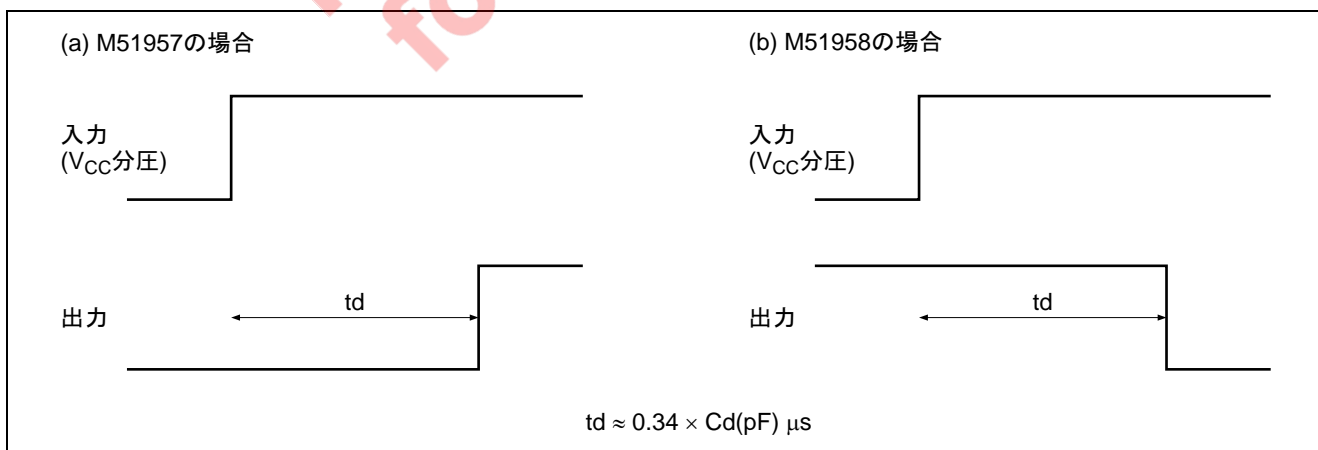 fo
(a) M51957の場合
入力
(VCC分圧)
出力
td
(b) M51958の場合
入力
(VCC分圧)
出力
td
td ≈ 0.34 × Cd(pF) μs